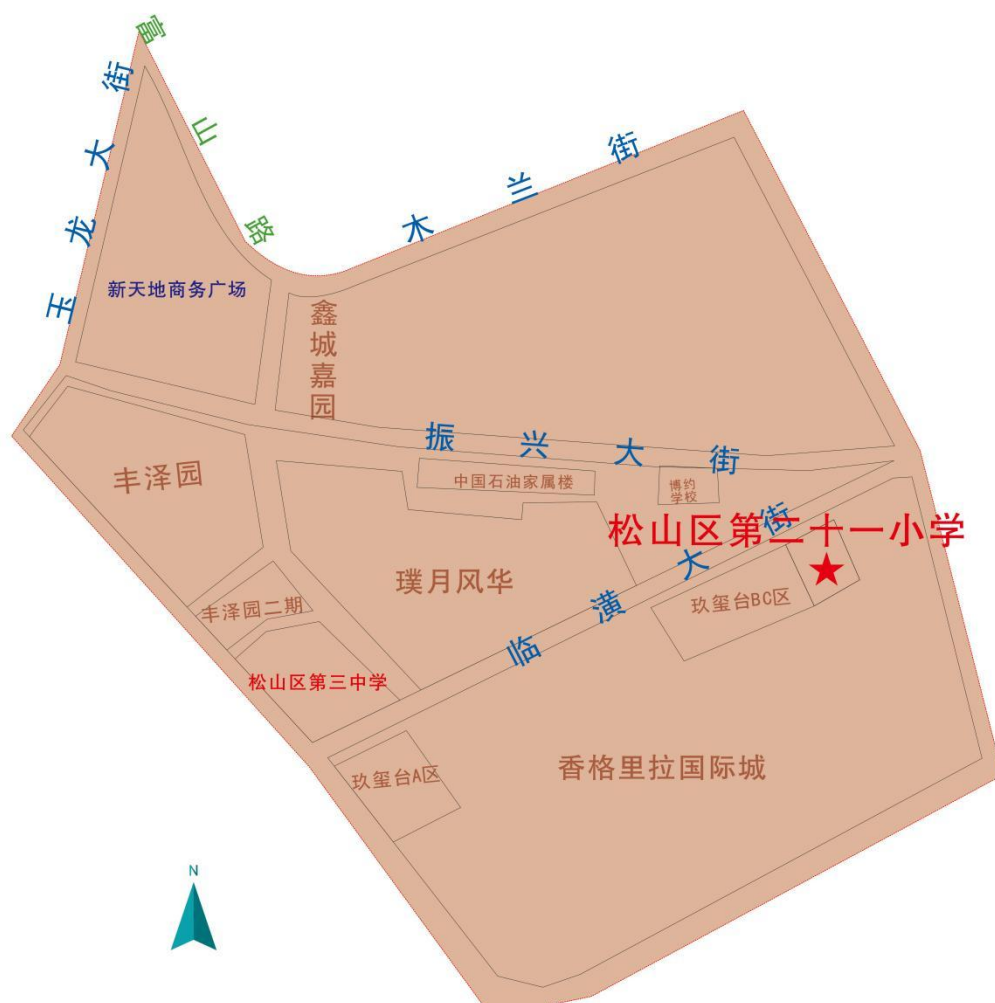 富山路
玉龙大街
木兰街
新天地商务广场
鑫城嘉园
振兴大街
丰泽园
中国石油家属楼
博约
学校
松山区第二十一小学
璞月风华
临潢大街
玖玺台BC区
丰泽园二期
松山区第三中学
玖玺台A区
香格里拉国际城
N